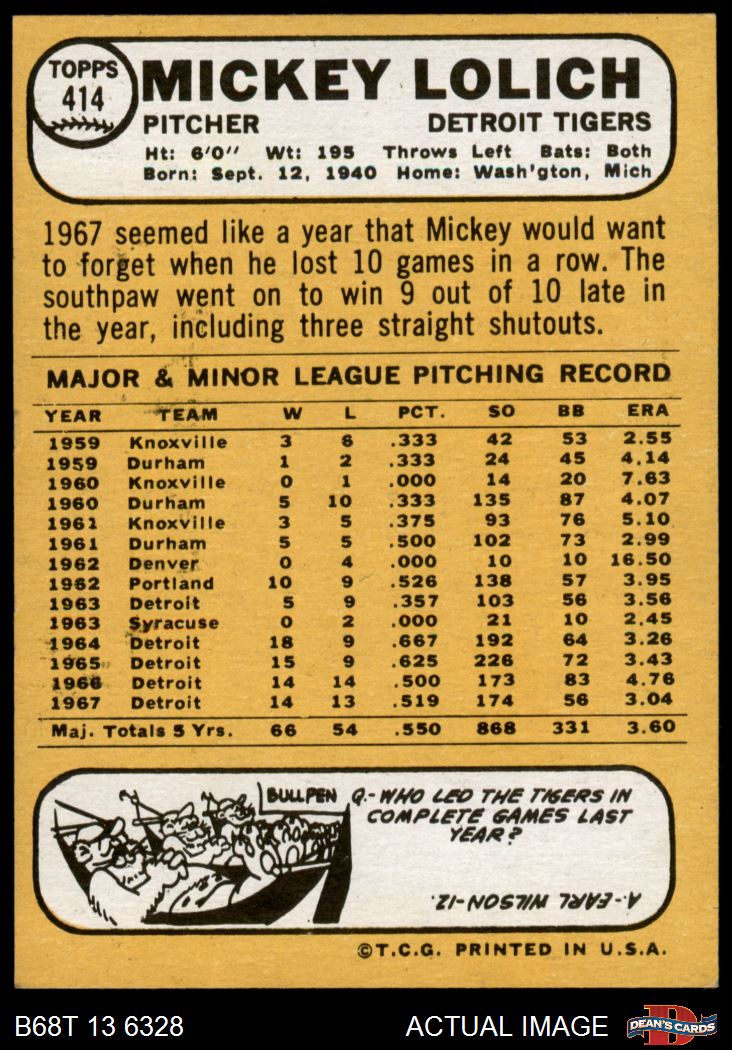 TOPPS
414
MICKEY LOLICH
PITCHER DETROIT TIGERS
Ht: 6'0" Wt: 195 Throws Left Bats: Both
Born: Sept. 12, 1940 Home: Wash'gton, Mich
1967 seemed like a year that Mickey would want
to forget when he lost 10 games in a row. The
southpaw went on to win 9 out of 10 late in
the year, including three straight shutouts.
MAJOR & MINOR LEAGUE PITCHING RECORD
YEAR TEAM W L PCT. SO BB ERA
1959 Knoxville 3 6 .333 42 53 2.55
1959 Durham 1 2 .333 24 45 4.14
1960 Knoxville 0 1 .000 14 20 7.63
1960 Durham 5 10 .333 135 87 4.07
1961 Knoxville 3 5 .375 93 76 5.10
1961 Durham 5 5 .500 102 73 2.99
1962 Denver 0 4 .000 10 10 16.50
1962 Portland 10 9 .526 138 57 3.95
1963 Detroit 5 9 .357 103 56 3.56
1963 Syracuse 0 2 .000 21 10 2.45
1964 Detroit 18 9 .667 192 64 3.26
1965 Detroit 15 9 .625 226 72 3.43
1966 Detroit 14 14 .500 173 83 4.76
1967 Detroit 14 13 .519 174 56 3.04
Maj. Totals 5 Yrs. 66 54 .550 868 331 3.60
BULLPEN
Q.- WHO LED THE TIGERS IN
COMPLETE GAMES LAST
YEAR?
A.- EARL WILSON-12.
©T.C.G. PRINTED IN U.S.A.
B68T 13 6328 ACTUAL IMAGE
D
DEAN'S CARDS